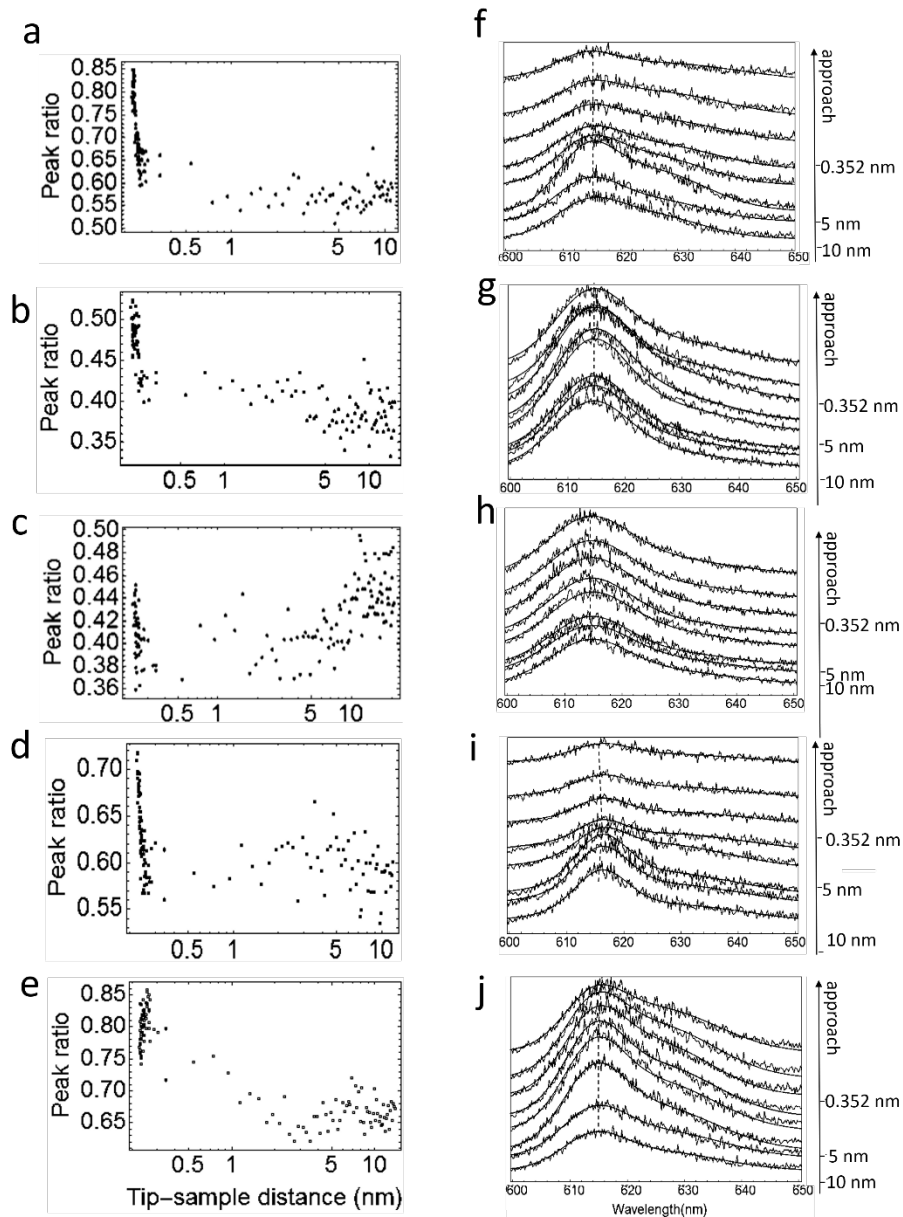 a
Peak ratio
0.85
0.80
0.75
0.70
0.65
0.60
0.55
0.50
0.5 1 5 10
f
600 610 620 630 640 650
approach
0.352 nm
5 nm
10 nm
b
Peak ratio
0.50
0.45
0.40
0.35
0.5 1 5 10
g
600 610 620 630 640 650
approach
0.352 nm
5 nm
10 nm
c
Peak ratio
0.50
0.48
0.46
0.44
0.42
0.40
0.38
0.36
0.5 1 5 10
h
600 610 620 630 640 650
approach
0.352 nm
5 nm
10 nm
d
Peak ratio
0.70
0.65
0.60
0.55
0.5 1 5 10
i
600 610 620 630 640 650
approach
0.352 nm
5 nm
10 nm
e
Peak ratio
0.85
0.80
0.75
0.70
0.65
0.5 1 5 10
Tip-sample distance (nm)
j
600 610 620 630 640 650
Wavelength(nm)
approach
0.352 nm
5 nm
10 nm